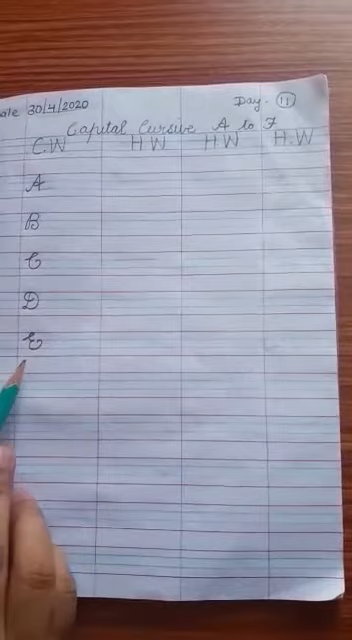 ate 30/4/2020 Day. 11
Capital Cursive A to F
C.W H W H W H.W
A
B
C
D
E